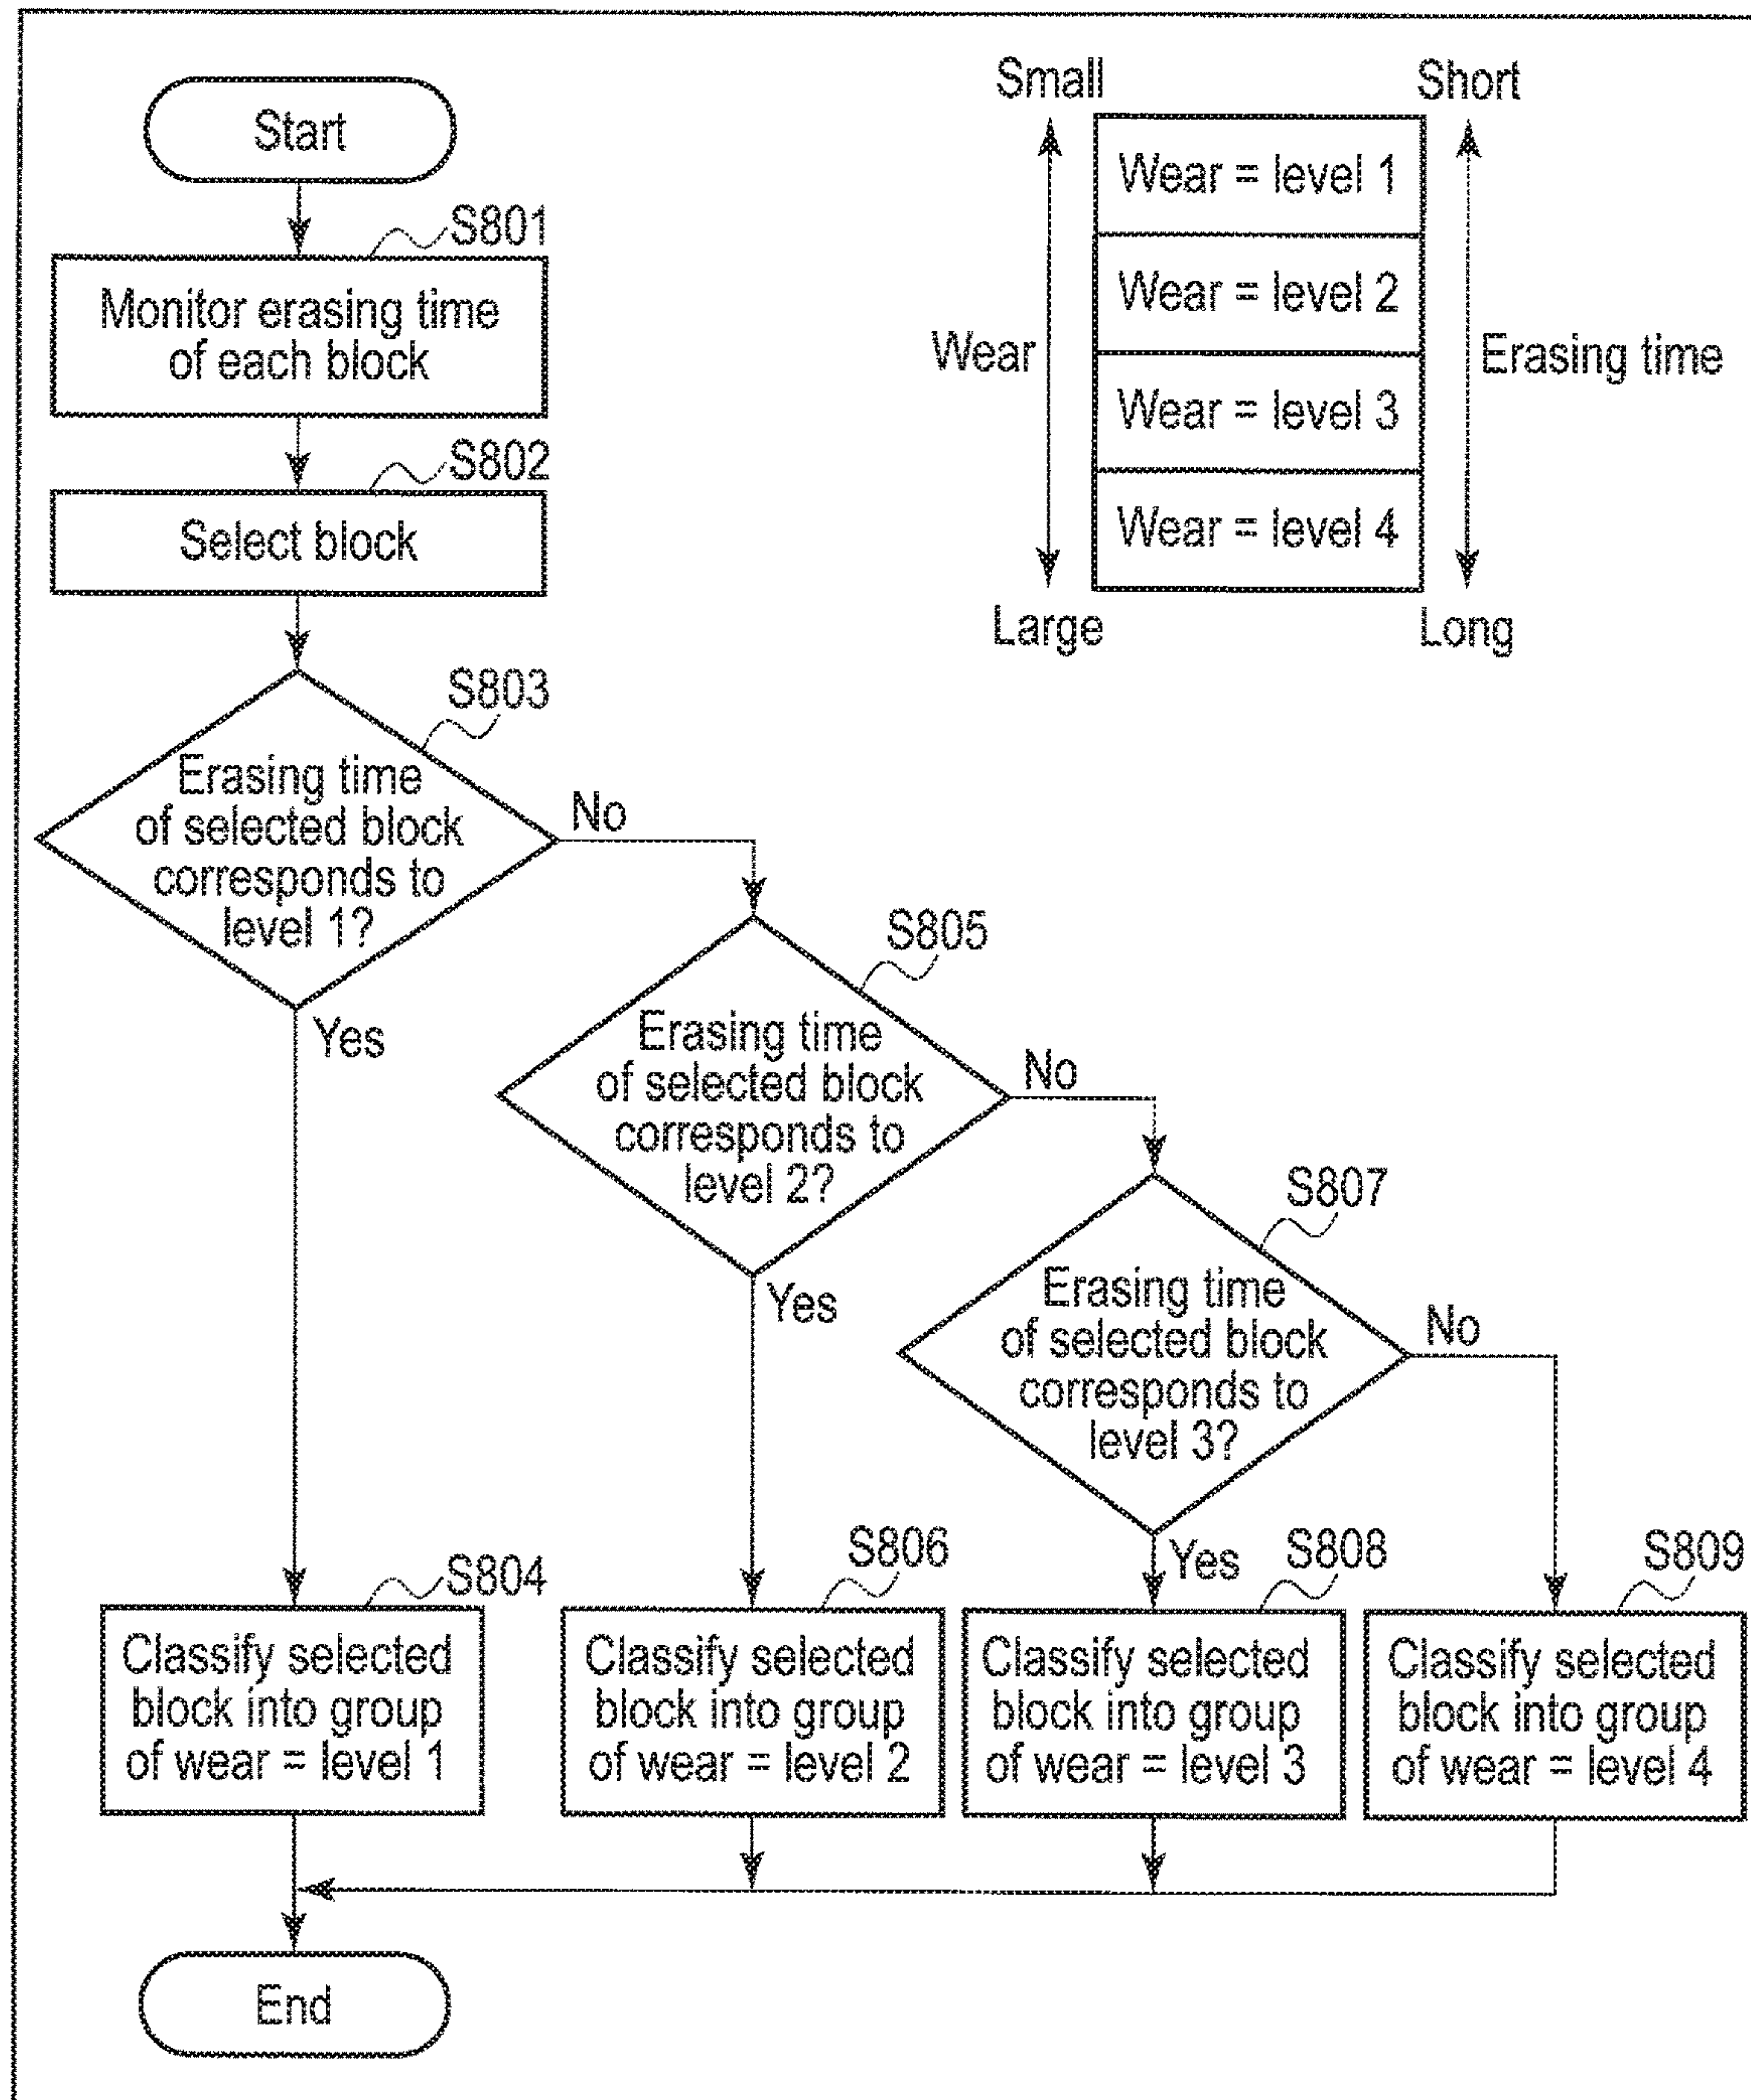 Start
S801
Monitor erasing time
of each block
S802
Select block
Small
Short
Wear = level 1
Wear = level 2
Wear
Erasing time
Wear = level 3
Wear = level 4
Large
Long
S803
Erasing time
of selected block
corresponds to
level 1?
No
Yes
S805
Erasing time
of selected block
corresponds to
level 2?
No
Yes
S807
Erasing time
of selected block
corresponds to
level 3?
No
Yes
S804
Classify selected
block into group
of wear = level 1
S806
Classify selected
block into group
of wear = level 2
S808
Classify selected
block into group
of wear = level 3
S809
Classify selected
block into group
of wear = level 4
End